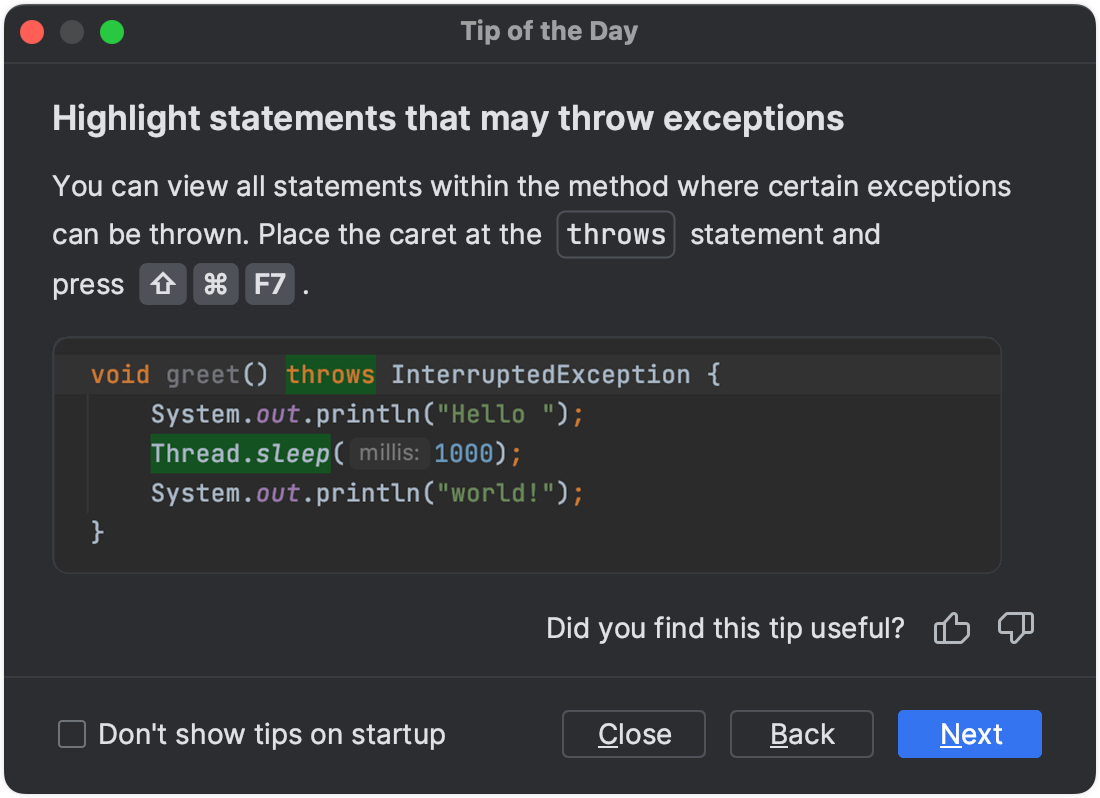 Tip of the Day
Highlight statements that may throw exceptions
You can view all statements within the method where certain exceptions
can be thrown. Place the caret at the throws statement and
press ⇧ ⌘ F7 .
void greet() throws InterruptedException {
    System.out.println("Hello ");
    Thread.sleep( millis: 1000);
    System.out.println("world!");
}
Did you find this tip useful?
Don't show tips on startup
Close Back Next